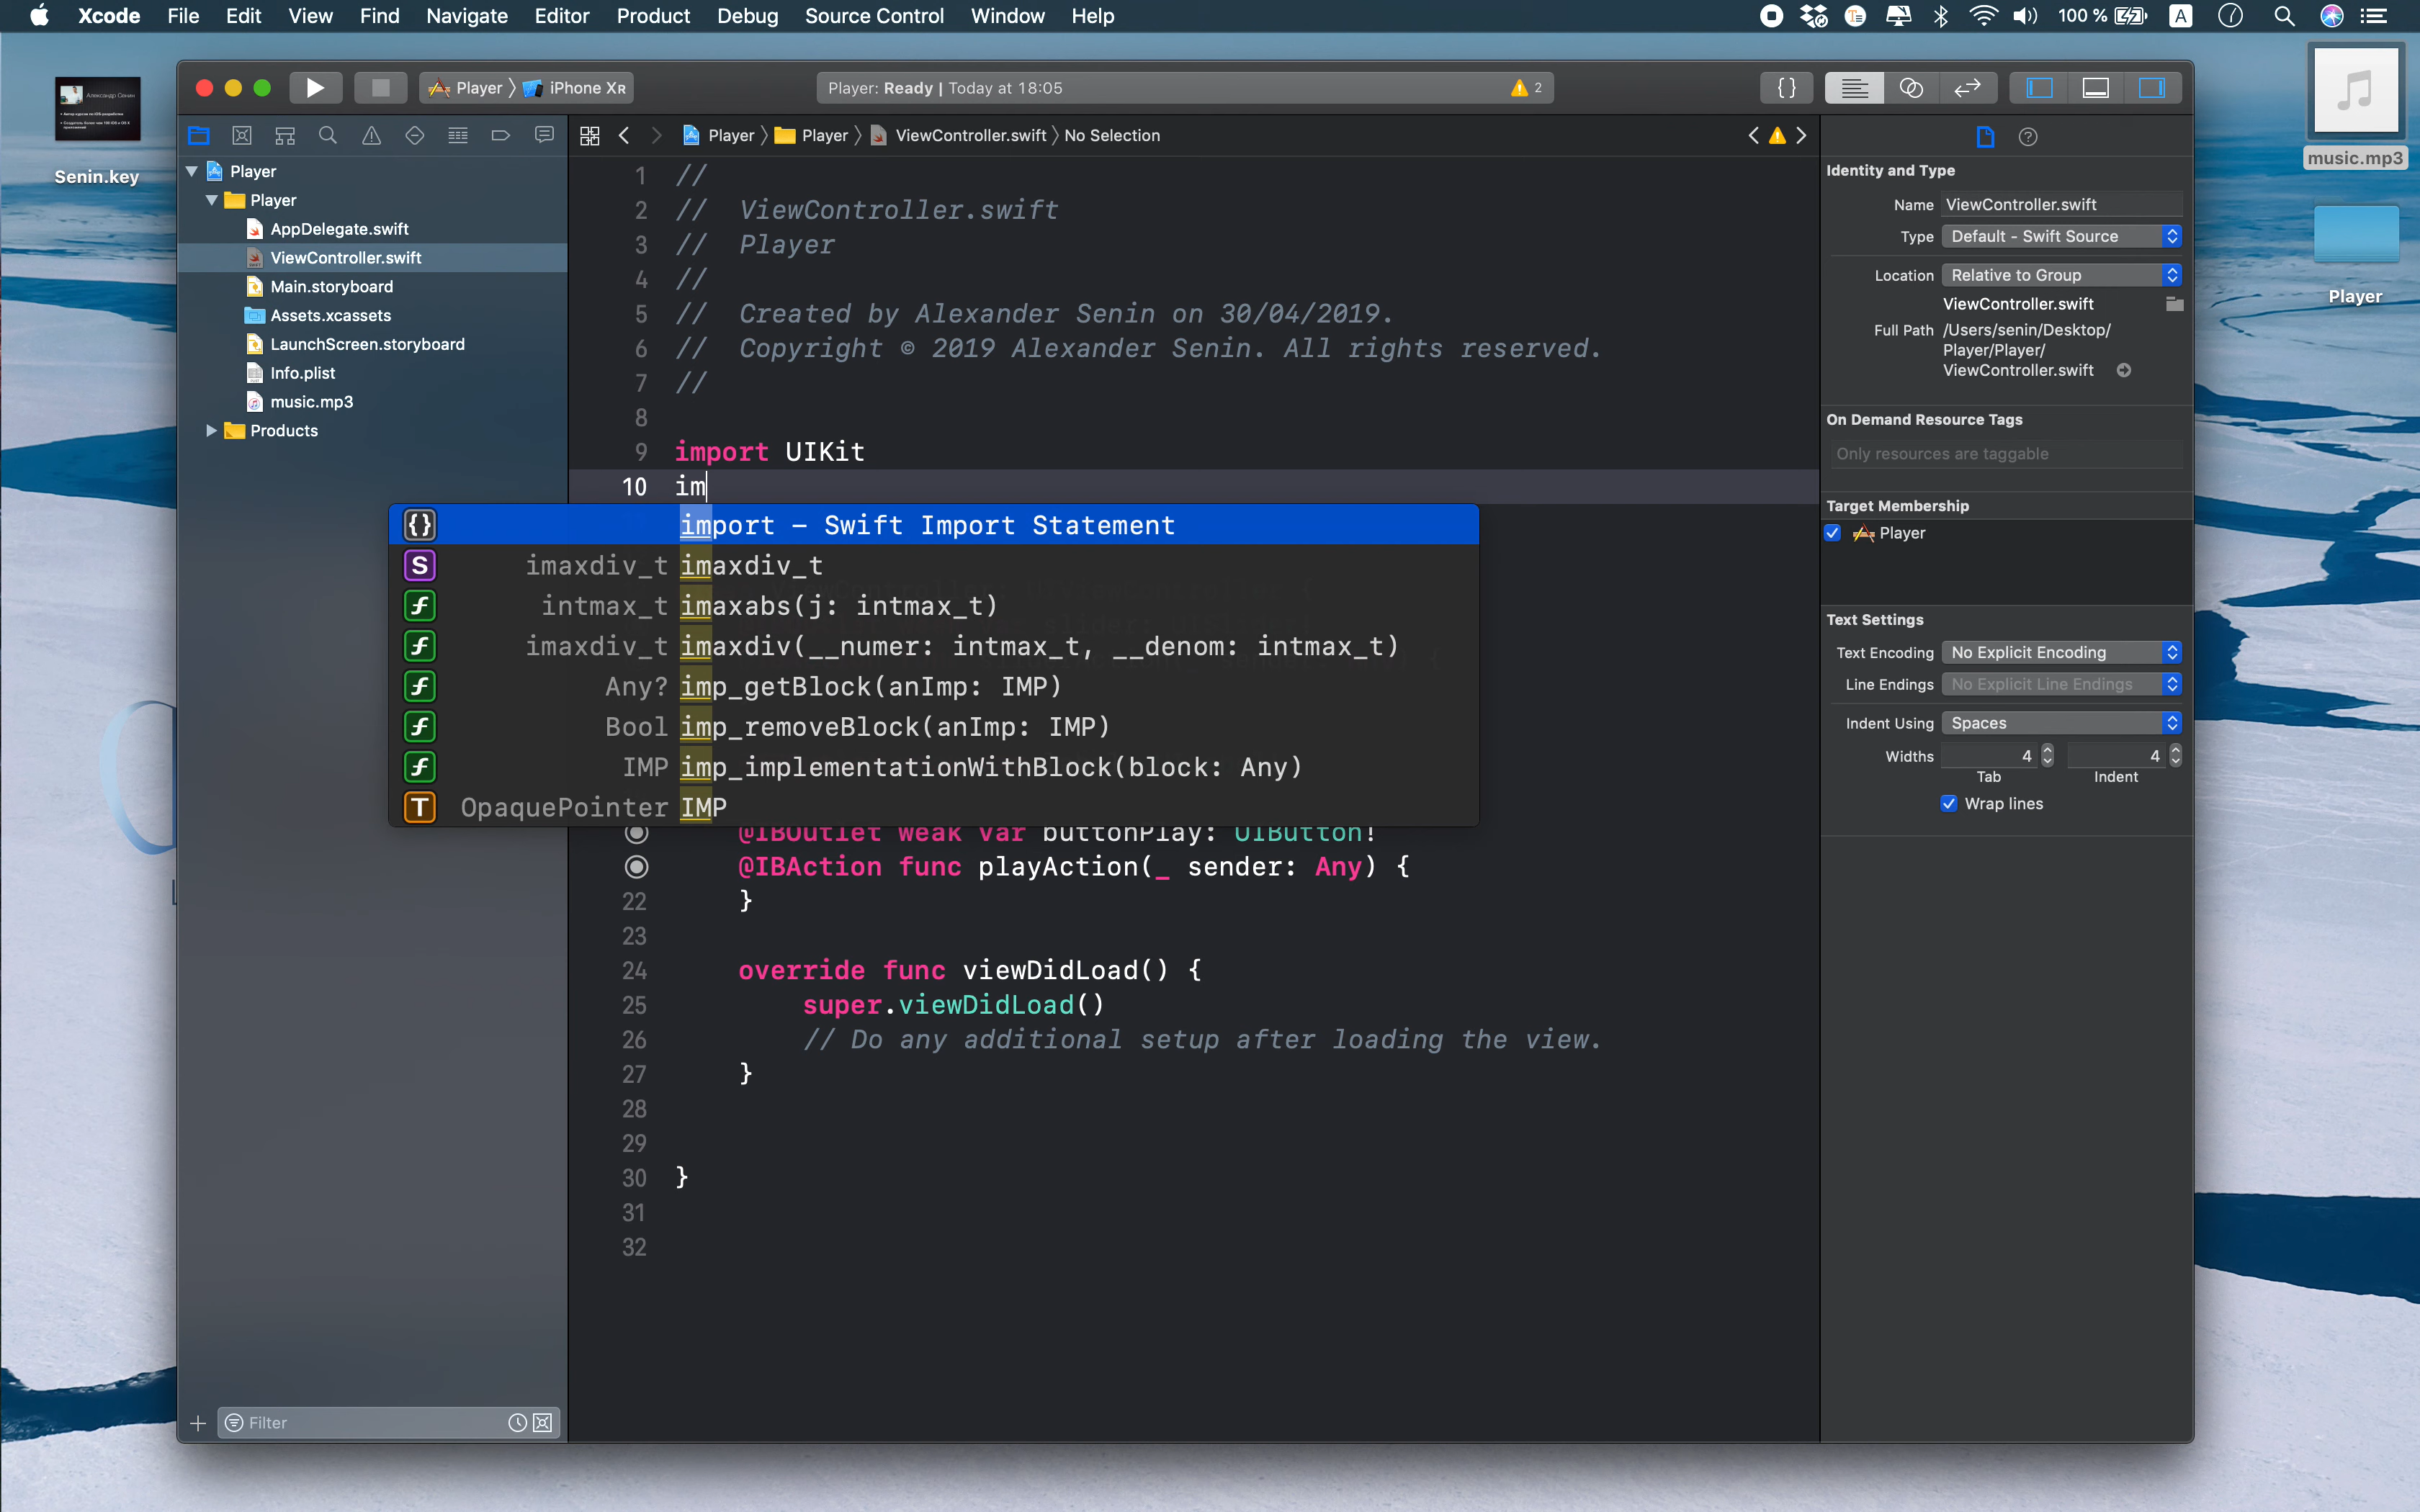 Xcode File Edit View Find Navigate Editor Product Debug Source Control Window Help 100 % A
Player iPhone XR
Player: Ready | Today at 18:05
2
{}
Александр Сенин
Senin.key
music.mp3
Player
Player
Player
AppDelegate.swift
ViewController.swift
Main.storyboard
Assets.xcassets
LaunchScreen.storyboard
Info.plist
music.mp3
Products
Filter
Player Player ViewController.swift No Selection
1 //
2 // ViewController.swift
3 // Player
4 //
5 // Created by Alexander Senin on 30/04/2019.
6 // Copyright © 2019 Alexander Senin. All rights reserved.
7 //
8
9 import UIKit
10 im
{} import – Swift Import Statement
S imaxdiv_t imaxdiv_t
f intmax_t imaxabs(j: intmax_t)
f imaxdiv_t imaxdiv(__numer: intmax_t, __denom: intmax_t)
f Any? imp_getBlock(anImp: IMP)
f Bool imp_removeBlock(anImp: IMP)
f IMP imp_implementationWithBlock(block: Any)
T OpaquePointer IMP
@IBOutlet weak var buttonPlay: UIButton!
@IBAction func playAction(_ sender: Any) {
22 }
23
24 override func viewDidLoad() {
25 super.viewDidLoad()
26 // Do any additional setup after loading the view.
27 }
28
29
30 }
31
32
Identity and Type
Name ViewController.swift
Type Default - Swift Source
Location Relative to Group
ViewController.swift
Full Path /Users/senin/Desktop/
Player/Player/
ViewController.swift
On Demand Resource Tags
Only resources are taggable
Target Membership
Player
Text Settings
Text Encoding No Explicit Encoding
Line Endings No Explicit Line Endings
Indent Using Spaces
Widths 4 4
Tab Indent
Wrap lines